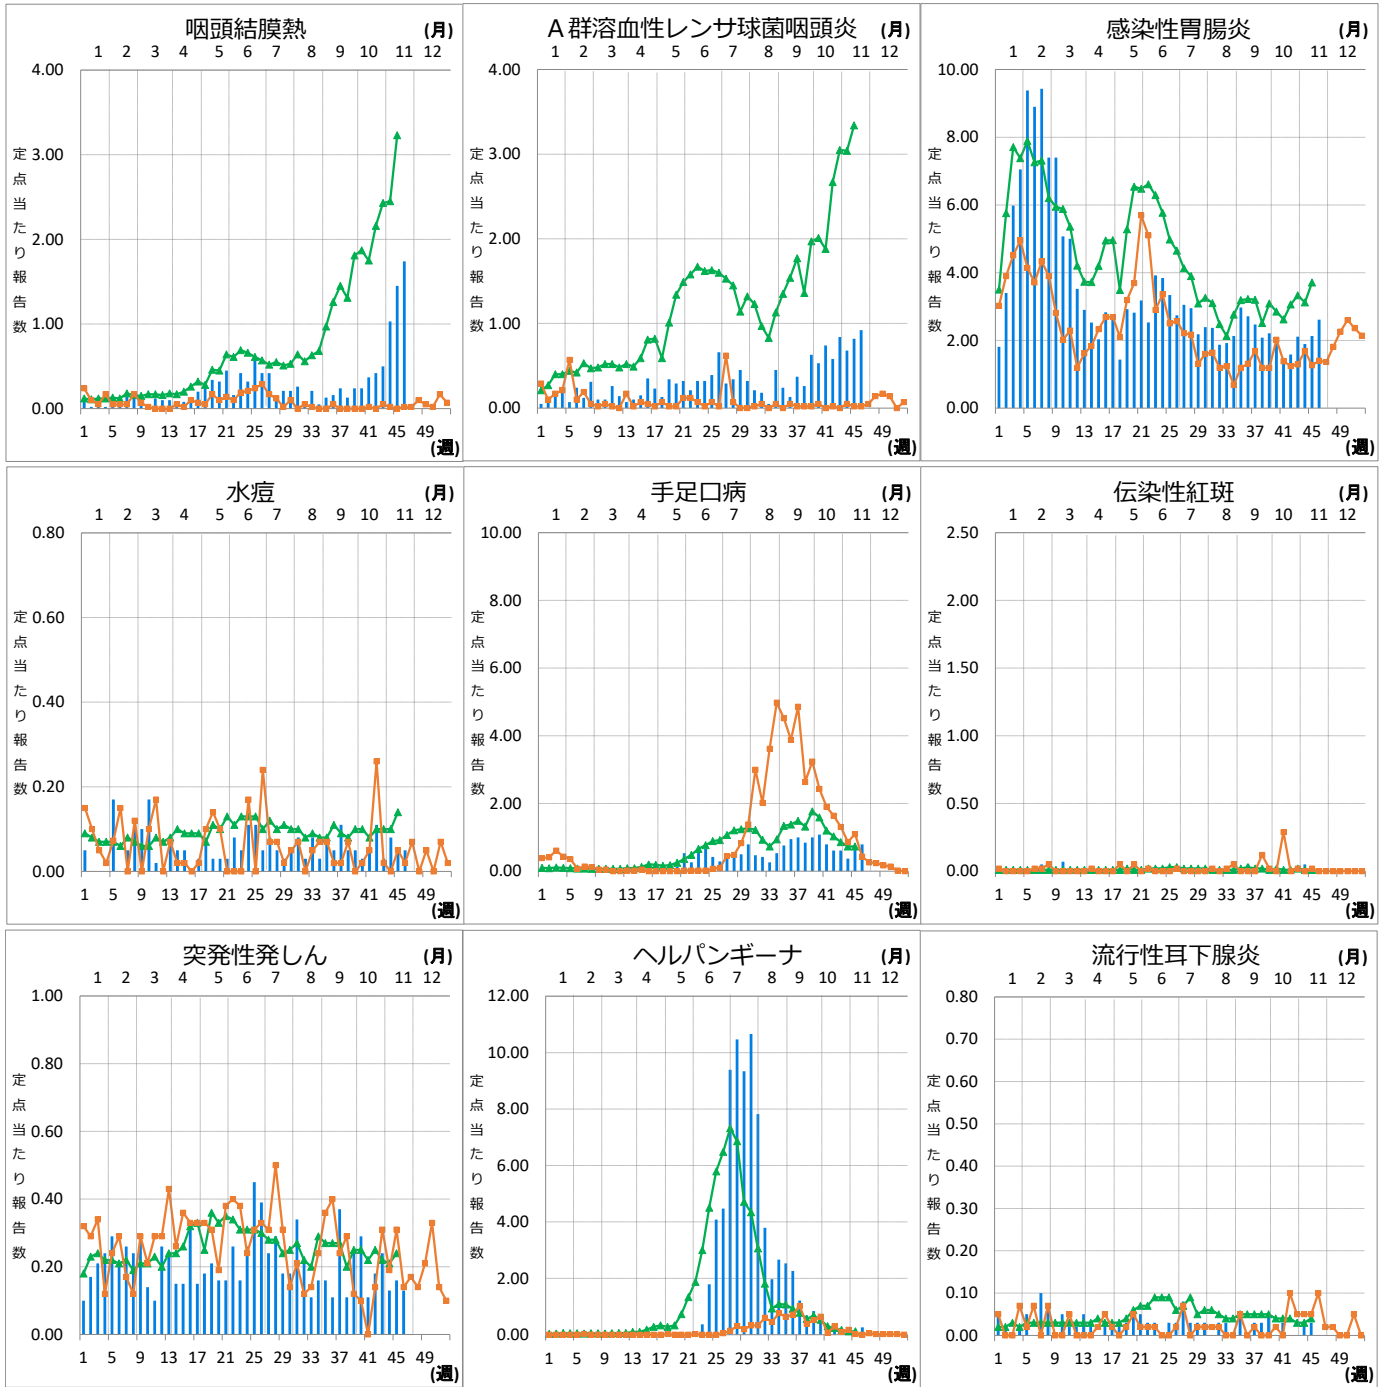 咽頭結膜熱 (月)
1 2 3 4 5 6 7 8 9 10 11 12
4.00
3.00
2.00
1.00
0.00
定点当たり報告数
1 5 9 13 17 21 25 29 33 37 41 45 49
(週)
A群溶血性レンサ球菌咽頭炎 (月)
1 2 3 4 5 6 7 8 9 10 11 12
4.00
3.00
2.00
1.00
0.00
定点当たり報告数
1 5 9 13 17 21 25 29 33 37 41 45 49
(週)
感染性胃腸炎 (月)
1 2 3 4 5 6 7 8 9 10 11 12
10.00
8.00
6.00
4.00
2.00
0.00
定点当たり報告数
1 5 9 13 17 21 25 29 33 37 41 45 49
(週)
水痘 (月)
1 2 3 4 5 6 7 8 9 10 11 12
0.80
0.60
0.40
0.20
0.00
定点当たり報告数
1 5 9 13 17 21 25 29 33 37 41 45 49
(週)
手足口病 (月)
1 2 3 4 5 6 7 8 9 10 11 12
10.00
8.00
6.00
4.00
2.00
0.00
定点当たり報告数
1 5 9 13 17 21 25 29 33 37 41 45 49
(週)
伝染性紅斑 (月)
1 2 3 4 5 6 7 8 9 10 11 12
2.50
2.00
1.50
1.00
0.50
0.00
定点当たり報告数
1 5 9 13 17 21 25 29 33 37 41 45 49
(週)
突発性発しん (月)
1 2 3 4 5 6 7 8 9 10 11 12
1.00
0.80
0.60
0.40
0.20
0.00
定点当たり報告数
1 5 9 13 17 21 25 29 33 37 41 45 49
(週)
ヘルパンギーナ (月)
1 2 3 4 5 6 7 8 9 10 11 12
12.00
10.00
8.00
6.00
4.00
2.00
0.00
定点当たり報告数
1 5 9 13 17 21 25 29 33 37 41 45 49
(週)
流行性耳下腺炎 (月)
1 2 3 4 5 6 7 8 9 10 11 12
0.80
0.70
0.60
0.50
0.40
0.30
0.20
0.10
0.00
定点当たり報告数
1 5 9 13 17 21 25 29 33 37 41 45 49
(週)